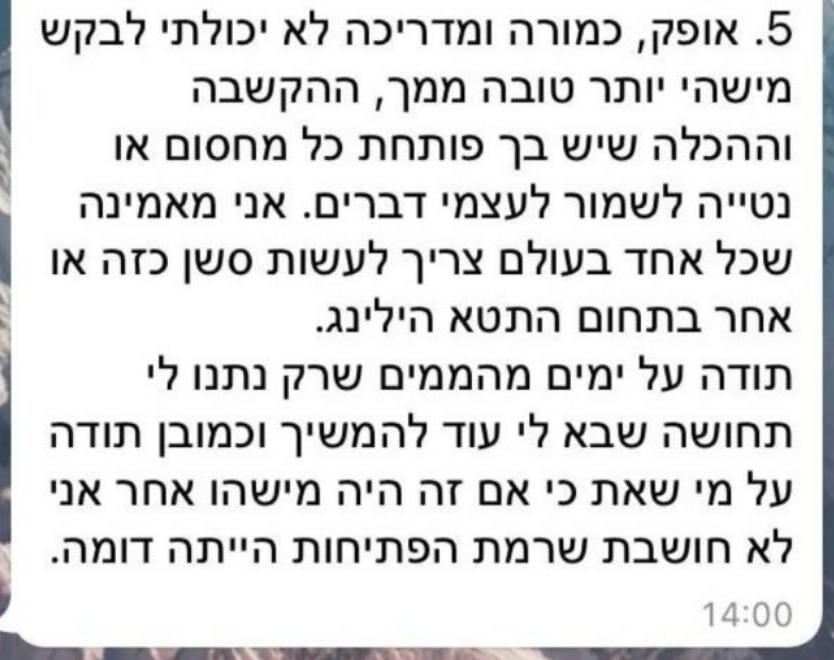 5. אופק, כמורה ומדריכה לא יכולתי לבקש
מישהי יותר טובה ממך, ההקשבה
וההכלה שיש בך פותחת כל מחסום או
נטייה לשמור לעצמי דברים. אני מאמינה
שכל אחד בעולם צריך לעשות סשן כזה או
אחר בתחום התטא הילינג.
תודה על ימים מהממים שרק נתנו לי
תחושה שבא לי עוד להמשיך וכמובן תודה
על מי שאת כי אם זה היה מישהו אחר אני
לא חושבת שרמת הפתיחות הייתה דומה.
14:00